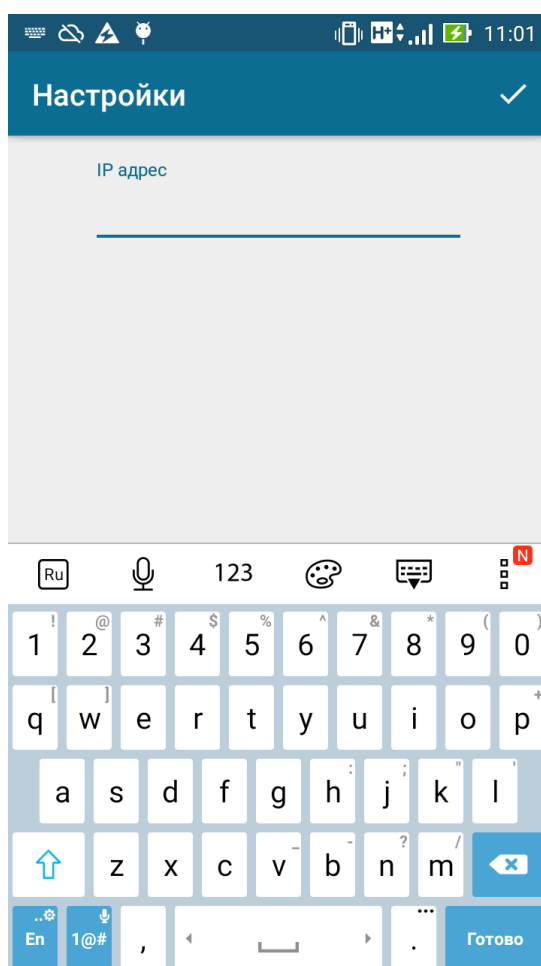 H+ 11:01
Настройки
IP адрес
Ru 123 N
! @ # $ % ^ & * ( )
1 2 3 4 5 6 7 8 9 0
[ ] +
q w e r t y u i o p
: ; " '
a s d f g h j k l
_ - ? /
z x c v b n m
En 1@# , . Готово